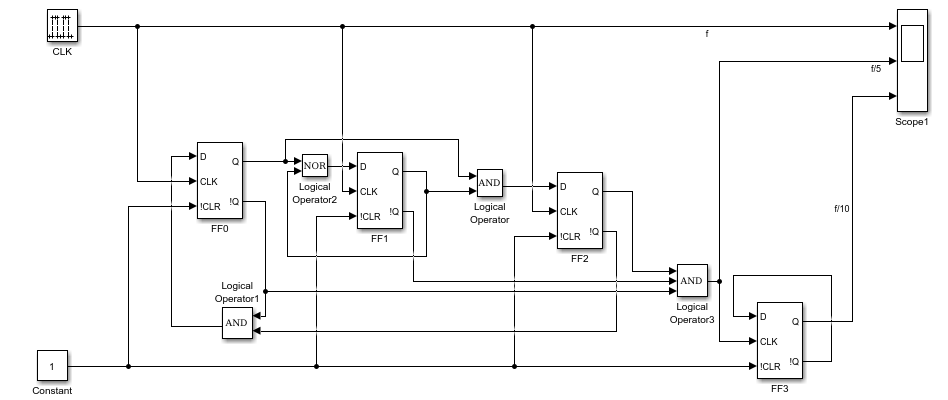 CLK
f
f/5
Scope1
D
Q
CLK
!Q
!CLR
FF0
NOR
Logical
Operator2
D
Q
CLK
!Q
!CLR
FF1
AND
Logical
Operator
D
Q
CLK
!Q
!CLR
FF2
f/10
Logical
Operator1
AND
AND
Logical
Operator3
D
Q
CLK
!Q
!CLR
FF3
1
Constant